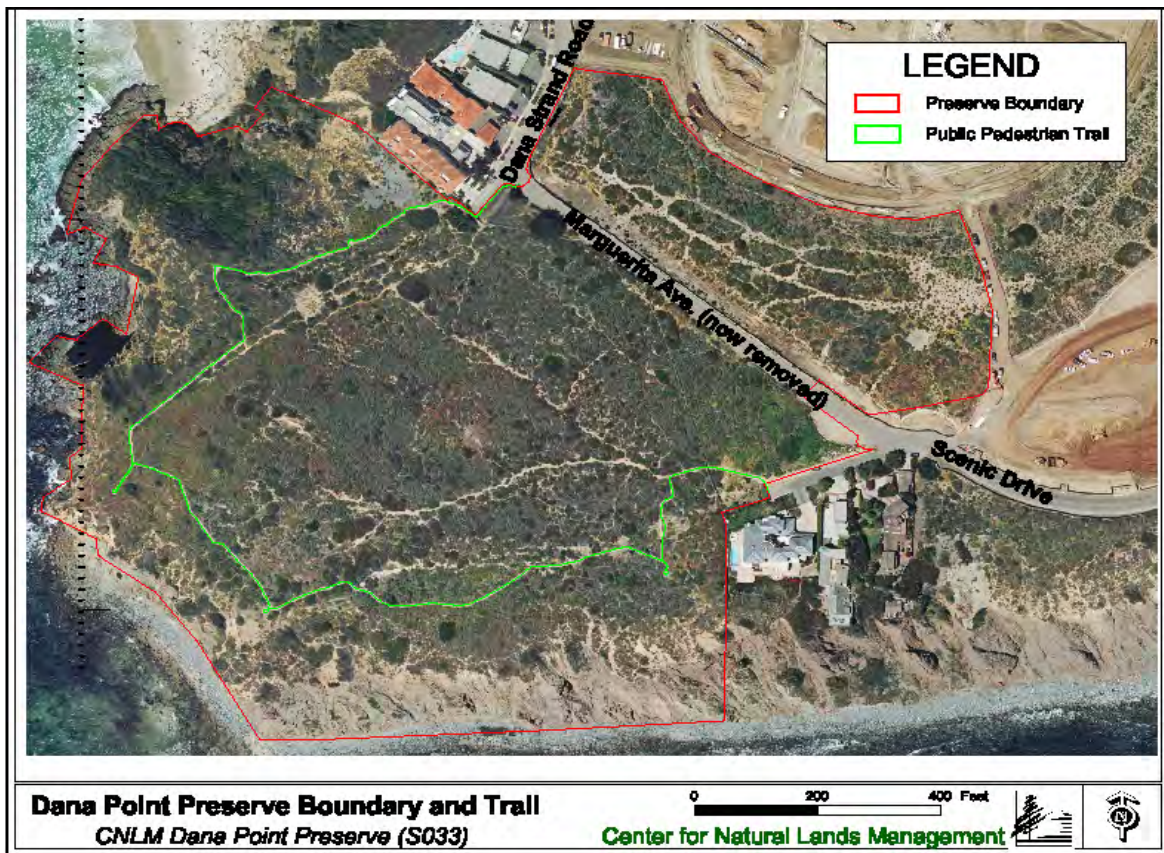 LEGEND
Preserve Boundary
Public Pedestrian Trail
Dana Strand Road
Marguerita Ave. (now removed)
Scenic Drive
Dana Point Preserve Boundary and Trail
CNLM Dana Point Preserve (S033)
0 200 400 Feet
Center for Natural Lands Management
N